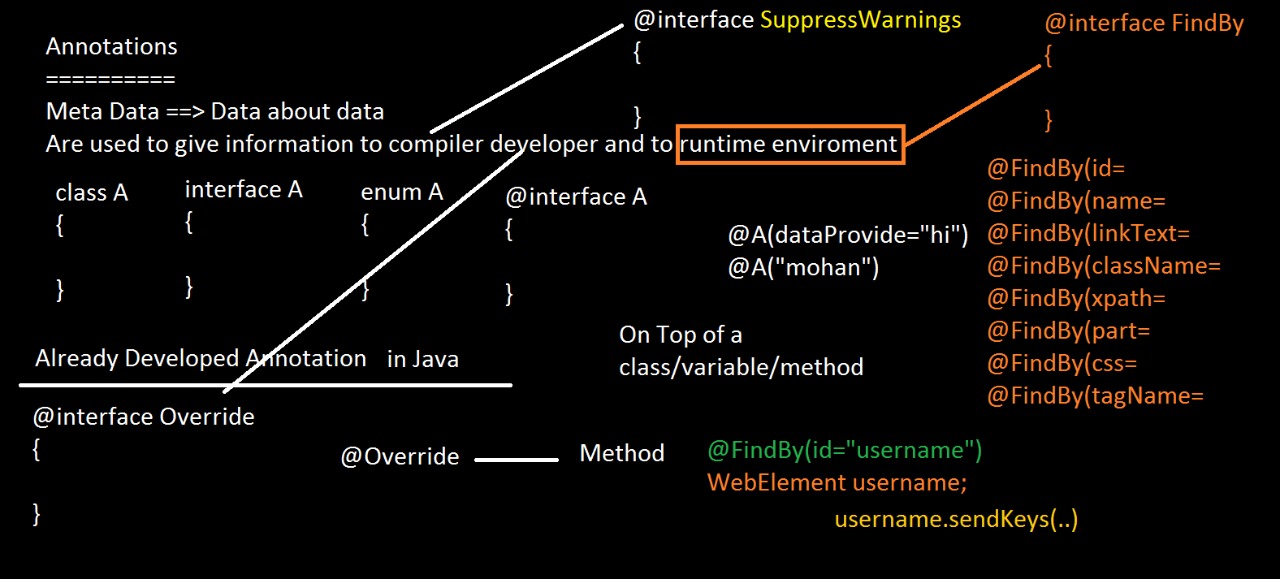 Annotations
==========
Meta Data ==> Data about data
Are used to give information to compiler developer and to runtime enviroment
@interface SuppressWarnings
{
}
@interface FindBy
{
}
class A
{
}
interface A
{
}
enum A
{
}
@interface A
{
}
@A(dataProvide="hi")
@A("mohan")
@FindBy(id=
@FindBy(name=
@FindBy(linkText=
@FindBy(className=
@FindBy(xpath=
@FindBy(part=
@FindBy(css=
@FindBy(tagName=
On Top of a
class/variable/method
Already Developed Annotation in Java
@interface Override
{
}
@Override
Method
@FindBy(id="username")
WebElement username;
username.sendKeys(..)